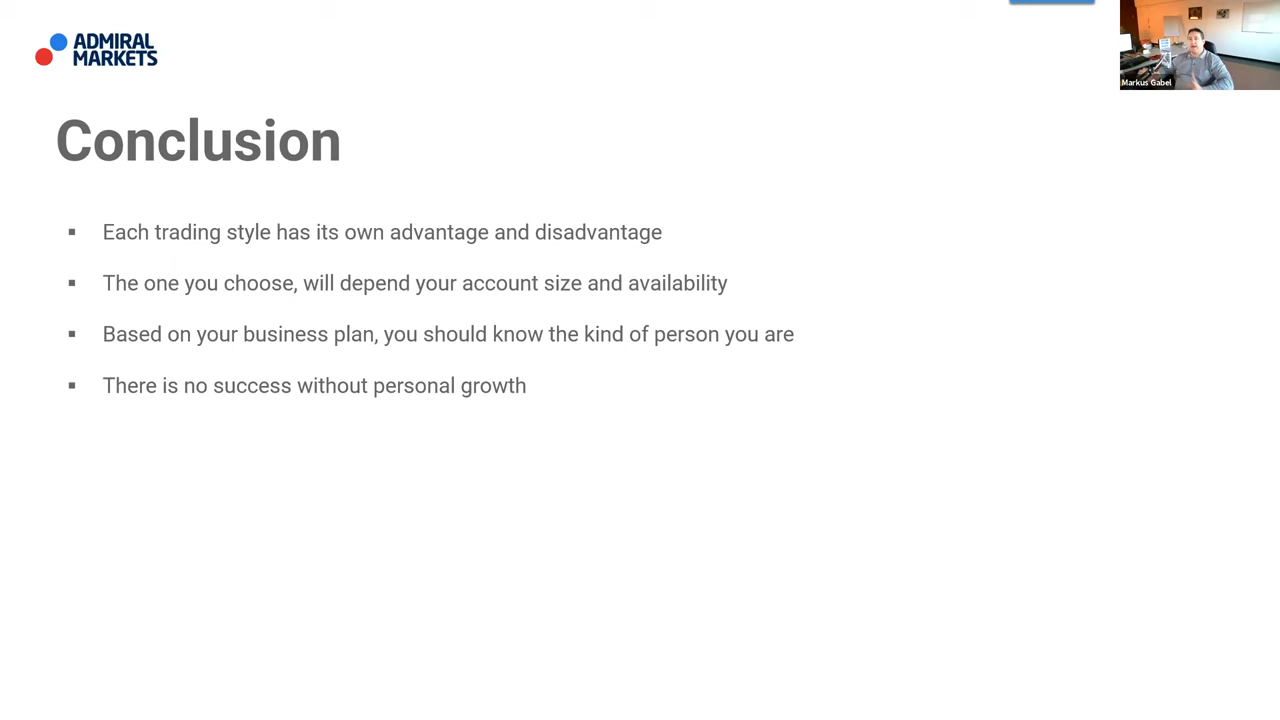 ADMIRAL
MARKETS
Markus Gabel
Conclusion
▪ Each trading style has its own advantage and disadvantage
▪ The one you choose, will depend your account size and availability
▪ Based on your business plan, you should know the kind of person you are
▪ There is no success without personal growth